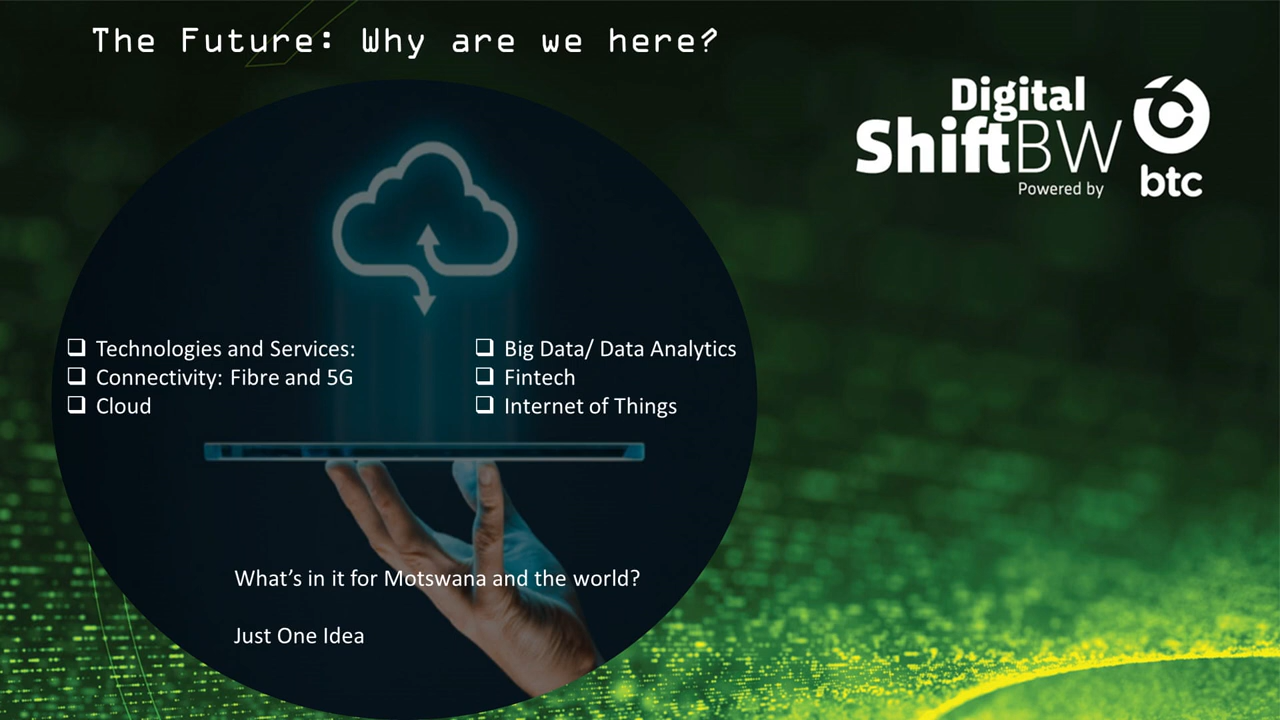 The Future: Why are we here?
Digital
ShiftBW
Powered by
btc
❑ Technologies and Services:
❑ Connectivity: Fibre and 5G
❑ Cloud
❑ Big Data/ Data Analytics
❑ Fintech
❑ Internet of Things
What’s in it for Motswana and the world?
Just One Idea